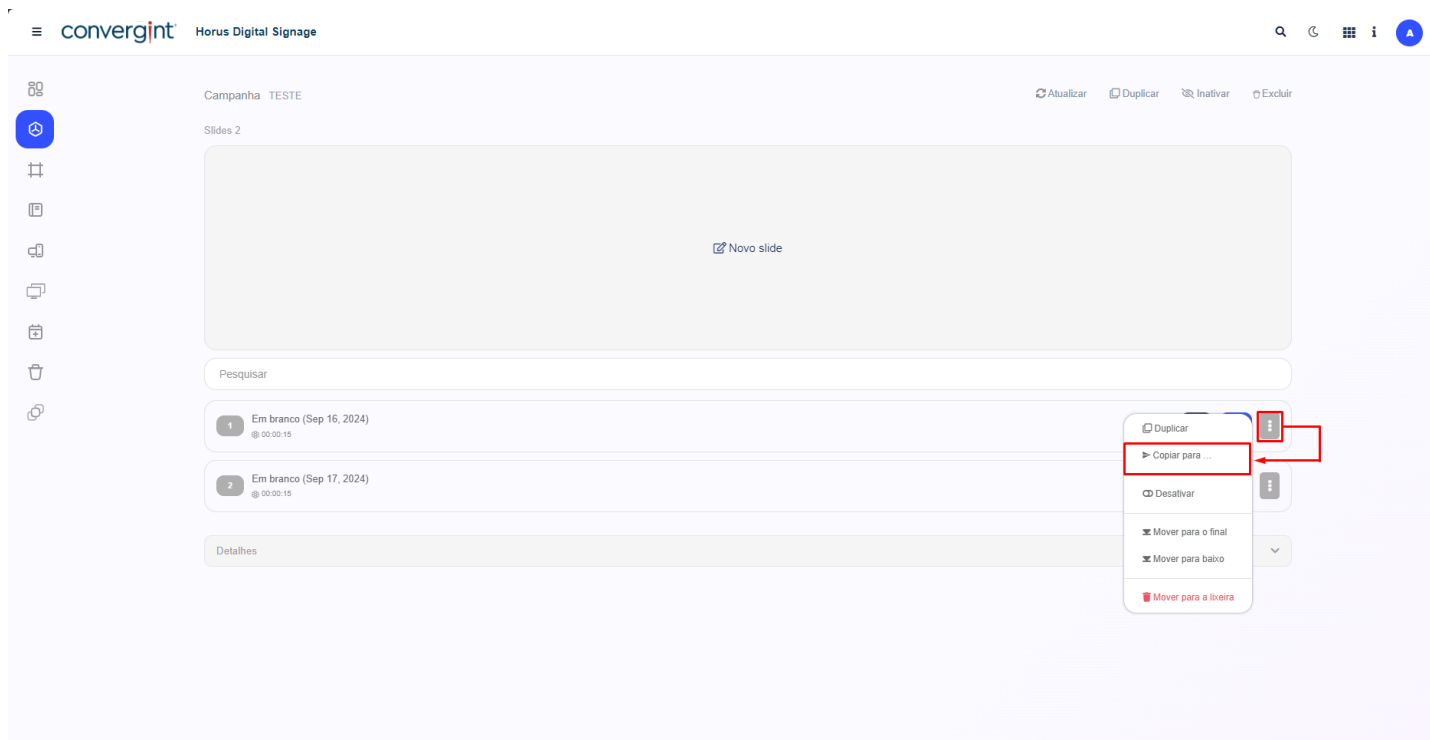 convergint Horus Digital Signage
A
Campanha TESTE
Atualizar Duplicar Inativar Excluir
Slides 2
Novo slide
Pesquisar
1 Em branco (Sep 16, 2024)
00:00:15
Duplicar
Copiar para ...
2 Em branco (Sep 17, 2024)
00:00:15
Desativar
Mover para o final
Detalhes
Mover para baixo
Mover para a lixeira